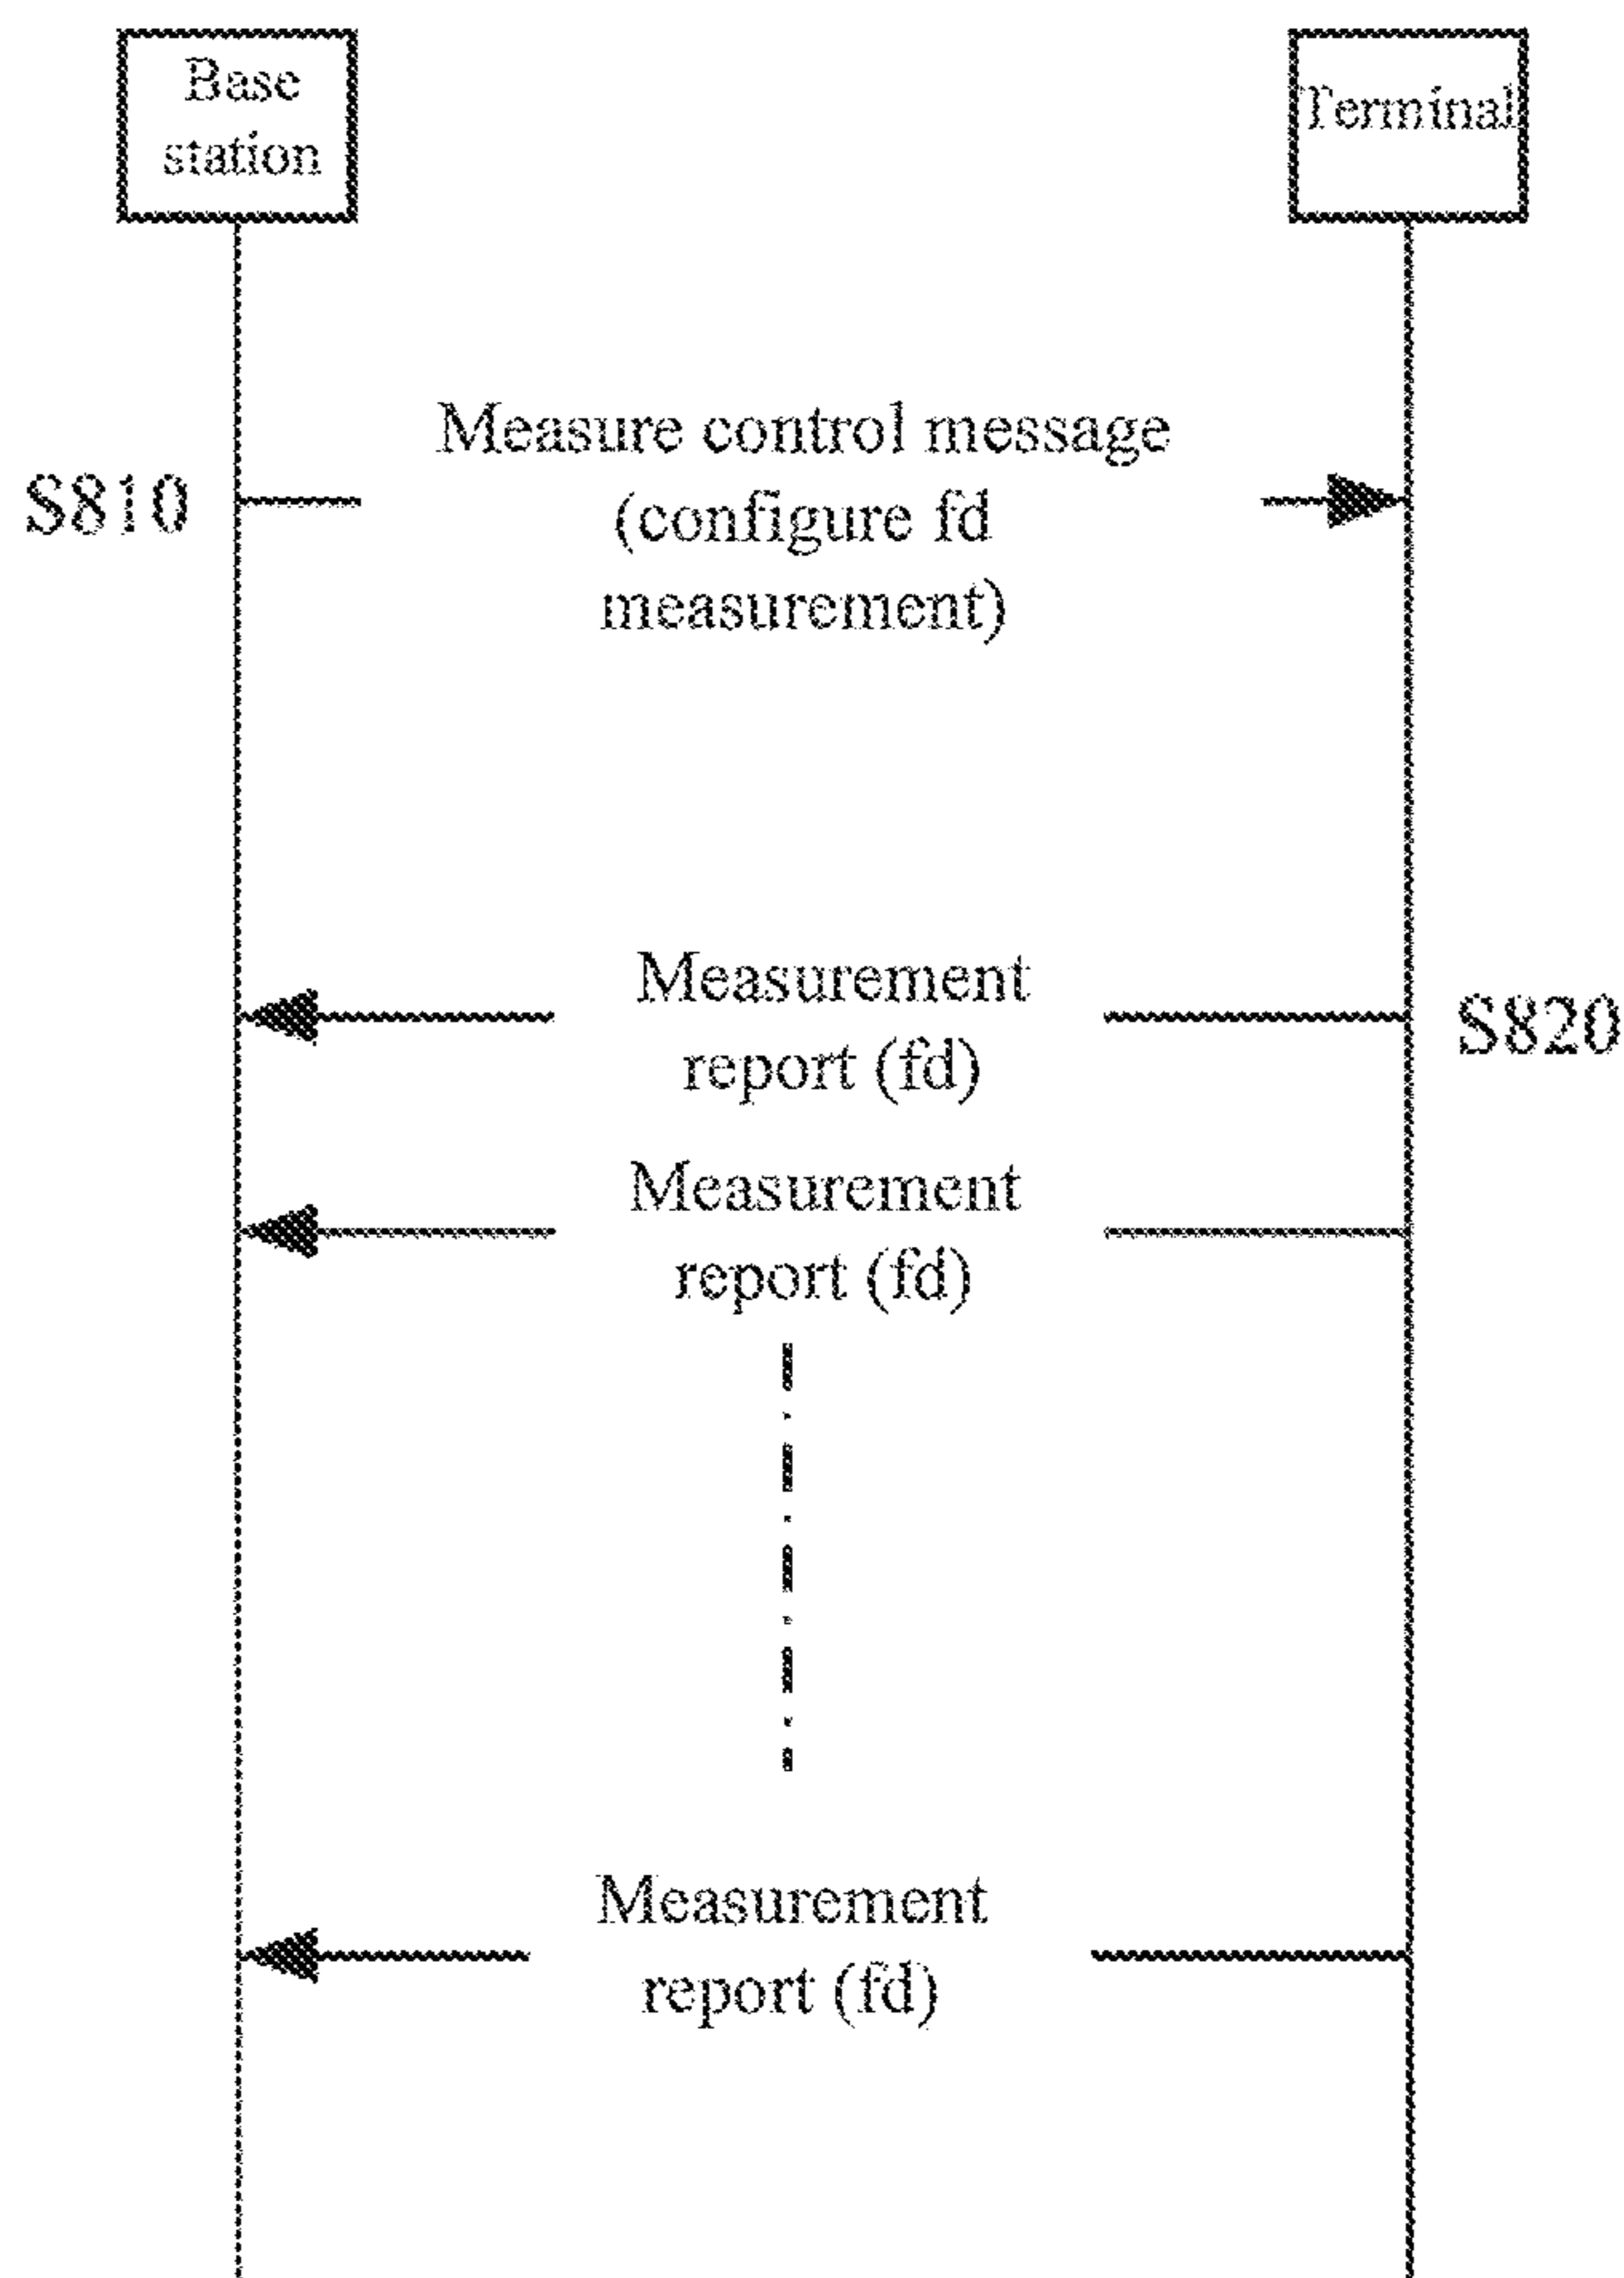 Base
station
Terminal
Measure control message
S810
(configure fd
measurement)
Measurement
S820
report (fd)
Measurement
report (fd)
Measurement
report (fd)